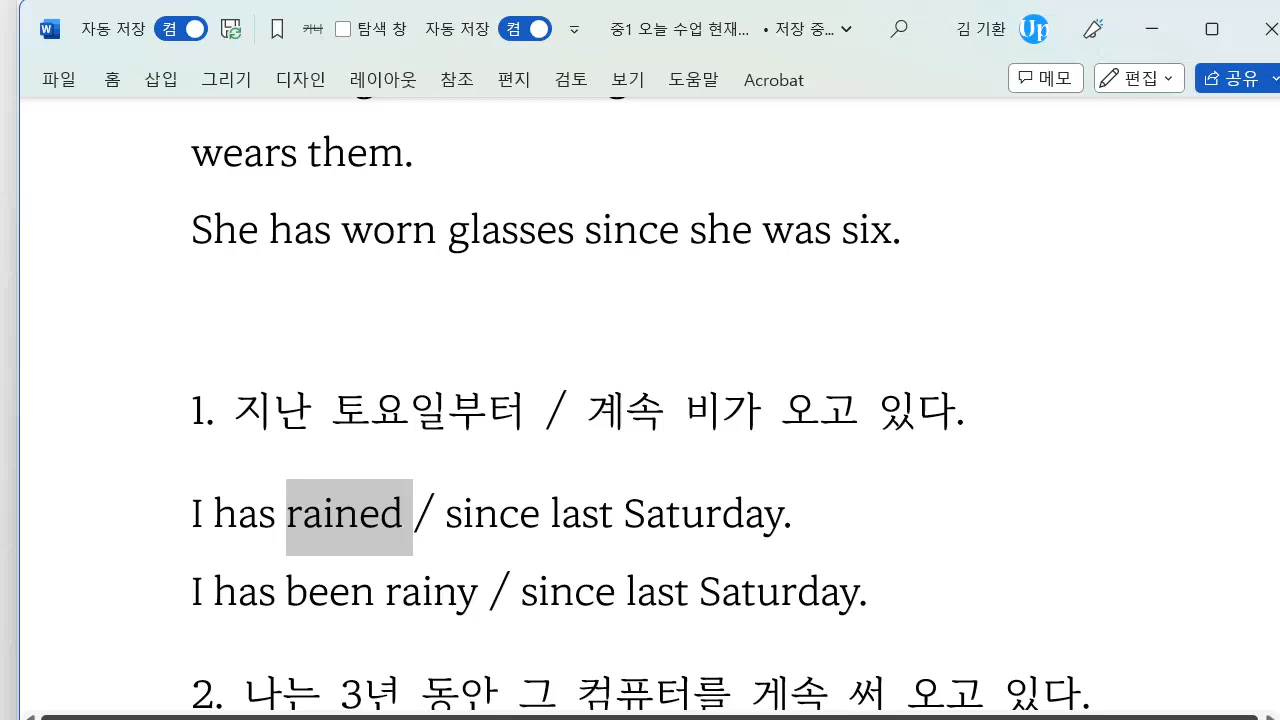 자동 저장 켬 가나 탐색 창 자동 저장 켬 중1 오늘 수업 현재... • 저장 중... 김 기환 Up
파일 홈 삽입 그리기 디자인 레이아웃 참조 편지 검토 보기 도움말 Acrobat 메모 편집 공유
wears them.
She has worn glasses since she was six.
1. 지난 토요일부터 / 계속 비가 오고 있다.
I has rained / since last Saturday.
I has been rainy / since last Saturday.
2. 나는 3년 동안 그 컴퓨터를 계속 써 오고 있다.